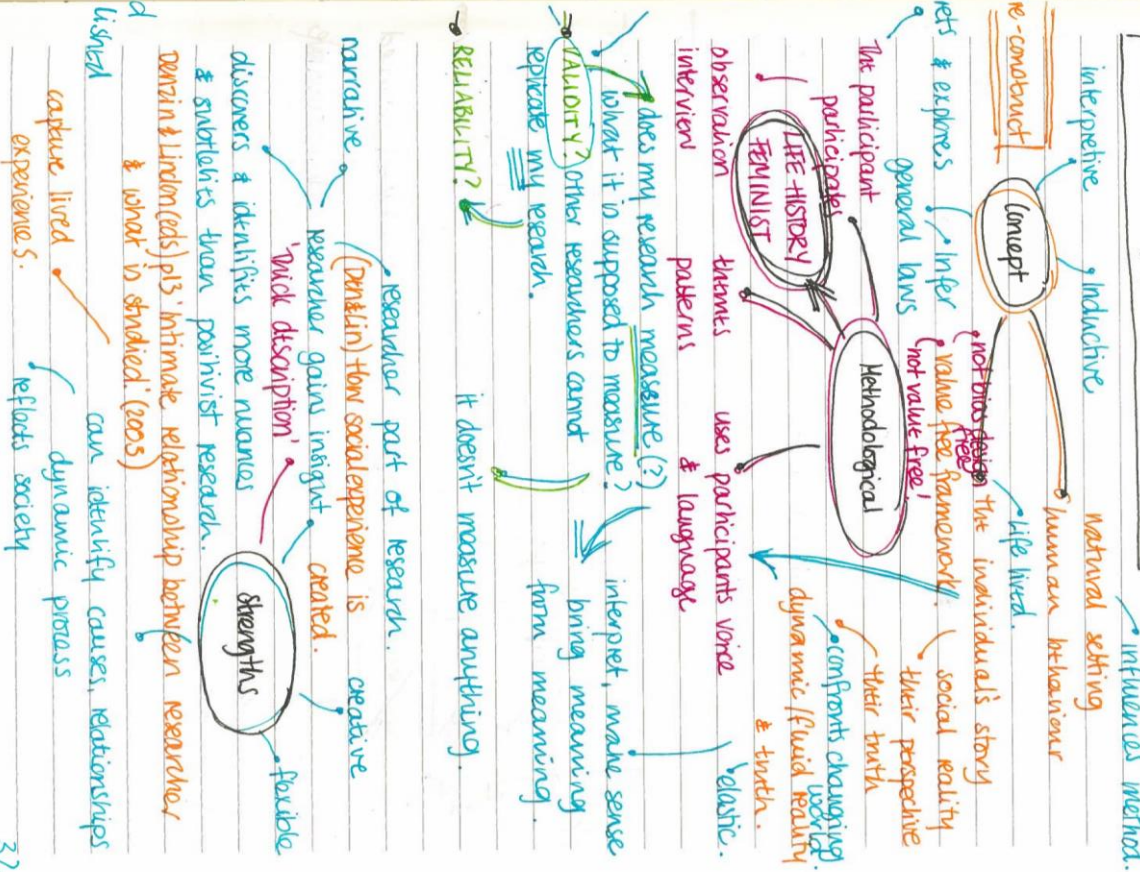 influences method.
natural setting
human behaviour
life lived.
the individual's story
social reality
their perspective
their truth
confronts changing world.
dynamic/fluid reality
& truth.
interpretive
Inductive
Concept
re-construct
rets & explores
Infer
general laws
not bias free
value free framework.
not value free!
Methodological
the participant
participates
LIFE HISTORY
FEMINIST
observation
interview
themes
patterns
uses participants voice
& language
elastic.
does my research measure (?)
what it is supposed to measure?
VALIDITY?
other researchers cannot
replicate my research.
interpret, make sense
bring meaning
from meaning.
RELIABILITY?
it doesn't measure anything.
researcher part of research.
(Denzin) How social experience is
created.
creative
narrative
researcher gains insight
'thick description'
discovers & identifies more nuances
& subtleties than positivist research.
strengths
flexible
Denzin & Lincoln (eds) p13 'intimate relationship between researcher
& what is studied.' (2005)
d
lished
capture lived
experiences.
can identify causes, relationships
dynamic process
reflects society